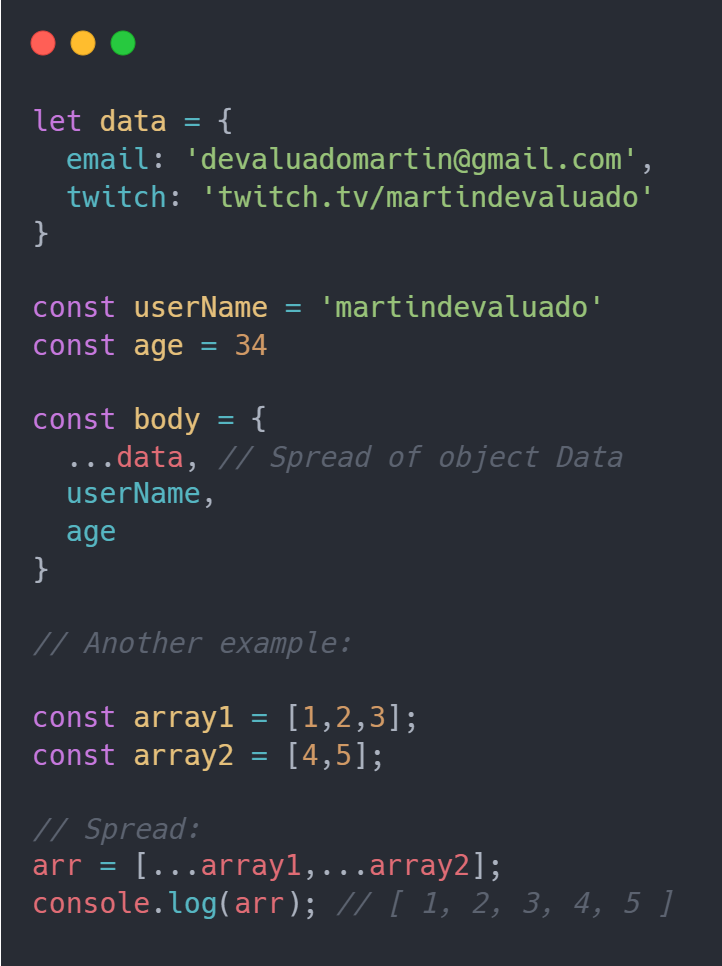 let data = {
  email: 'devaluadomartin@gmail.com',
  twitch: 'twitch.tv/martindevaluado'
}
const userName = 'martindevaluado'
const age = 34
const body = {
  ...data, // Spread of object Data
  userName,
  age
}
// Another example:
const array1 = [1,2,3];
const array2 = [4,5];
// Spread:
arr = [...array1,...array2];
console.log(arr); // [ 1, 2, 3, 4, 5 ]